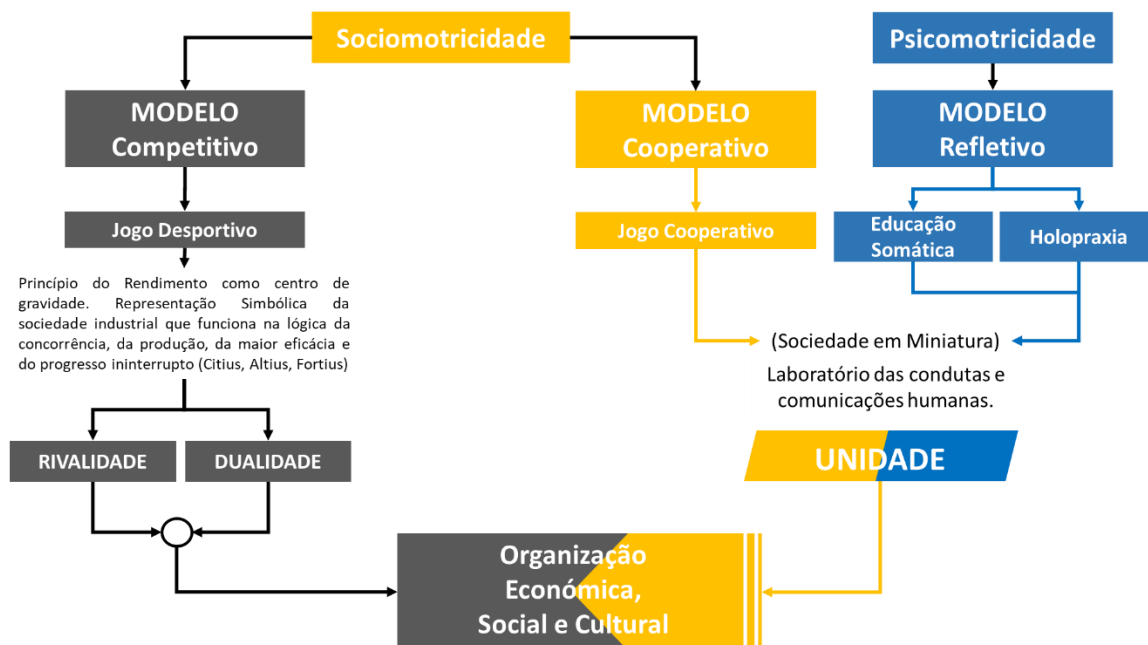 Sociomotricidade
Psicomotricidade
MODELO
Competitivo
MODELO
Cooperativo
MODELO
Refletivo
Jogo Desportivo
Jogo Cooperativo
Educação
Somática
Holopraxia
Princípio do Rendimento como centro de
gravidade. Representação Simbólica da
sociedade industrial que funciona na lógica da
concorrência, da produção, da maior eficácia e
do progresso ininterrupto (Citius, Altius, Fortius)
(Sociedade em Miniatura)
Laboratório das condutas e
comunicações humanas.
RIVALIDADE
DUALIDADE
UNIDADE
Organização
Económica,
Social e Cultural